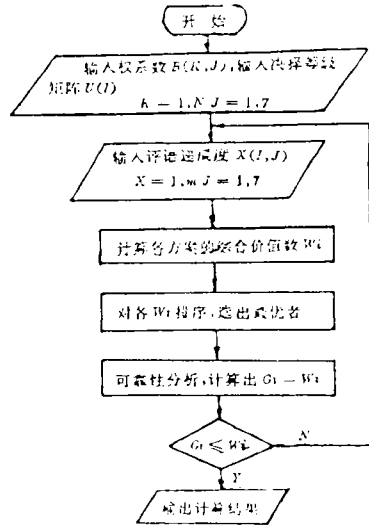 开 始
输入权系数 B(K,J),输入选择等级
矩阵 U(I)
K = 1,N J = 1,7
输入评语迷属度 X(I,J)
X = 1,m J = 1,7
计算各方案的综合价值数 Wi
对各 Wi 排序,选出最优者
可靠性分析,计算出 Gi - Wi
Gi ≤ Wi
N
Y
输出计算结果